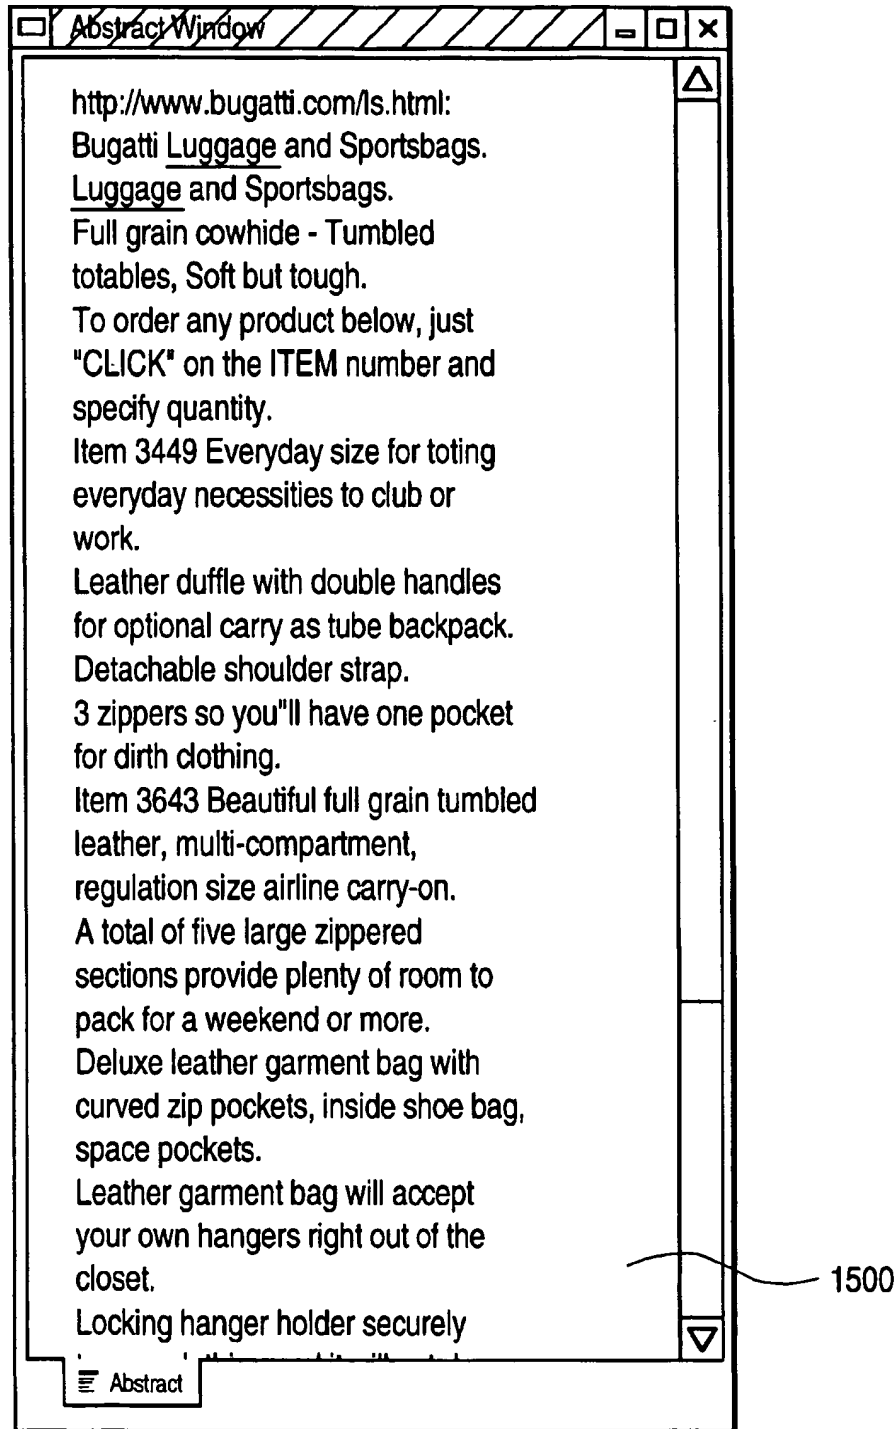 Abstract Window
http://www.bugatti.com/ls.html:
Bugatti Luggage and Sportsbags.
Luggage and Sportsbags.
Full grain cowhide - Tumbled
totables, Soft but tough.
To order any product below, just
"CLICK" on the ITEM number and
specify quantity.
Item 3449 Everyday size for toting
everyday necessities to club or
work.
Leather duffle with double handles
for optional carry as tube backpack.
Detachable shoulder strap.
3 zippers so you"ll have one pocket
for dirth clothing.
Item 3643 Beautiful full grain tumbled
leather, multi-compartment,
regulation size airline carry-on.
A total of five large zippered
sections provide plenty of room to
pack for a weekend or more.
Deluxe leather garment bag with
curved zip pockets, inside shoe bag,
space pockets.
Leather garment bag will accept
your own hangers right out of the
closet.
1500
Locking hanger holder securely
Abstract